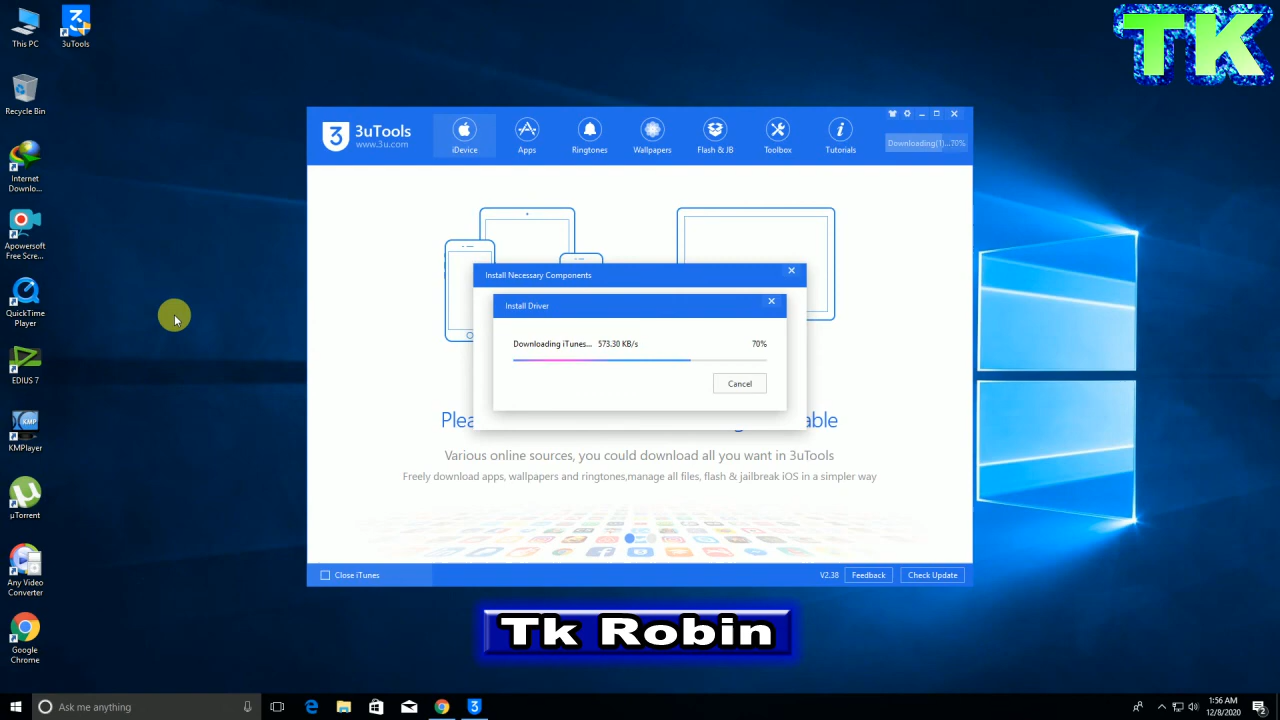 This PC
3uTools
Recycle Bin
Internet
Downlo...
Apowersoft
Free Scre...
QuickTime
Player
EDIUS 7
KMPlayer
µTorrent
Any Video
Converter
Google
Chrome
TK
3uTools
www.3u.com
iDevice
Apps
Ringtones
Wallpapers
Flash & JB
Toolbox
Tutorials
Downloading(1)...70%
Install Necessary Components
Install Driver
Downloading iTunes... 573.30 KB/s 70%
Cancel
Various online sources, you could download all you want in 3uTools
Freely download apps, wallpapers and ringtones,manage all files, flash & jailbreak iOS in a simpler way
Close iTunes
V2.38
Feedback
Check Update
Tk Robin
Ask me anything
1:56 AM
12/8/2020
2